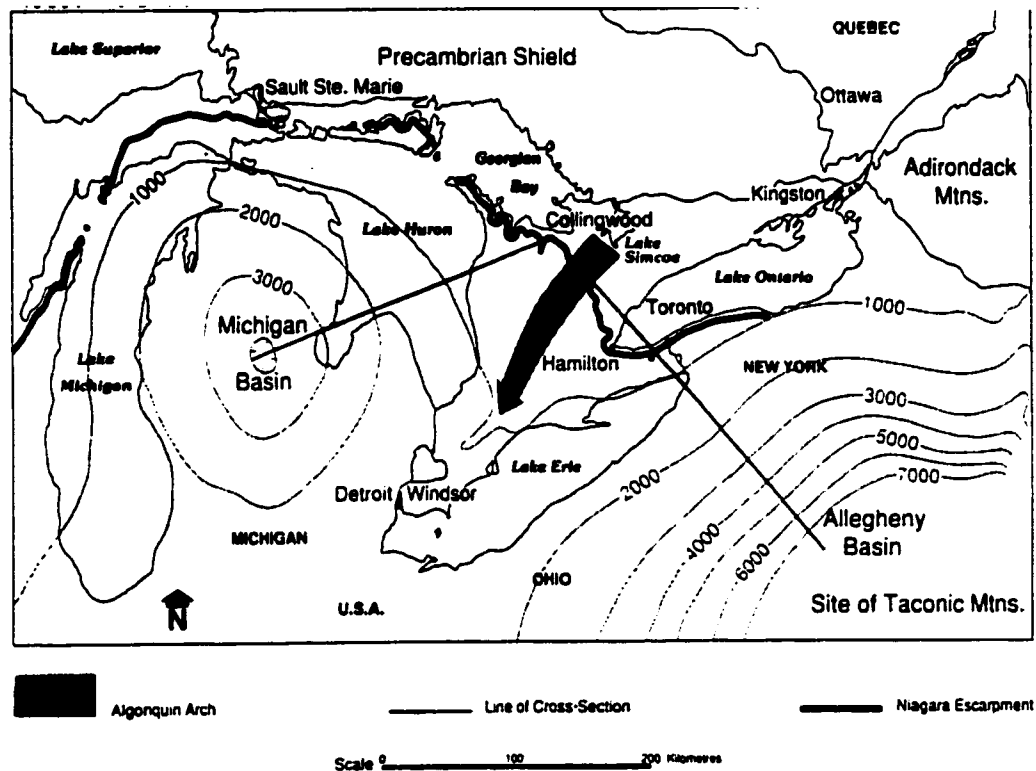 Lake Superior
Precambrian Shield
QUEBEC
Sault Ste. Marie
Ottawa
Georgian
Bay
Adirondack
Mtns.
Kingston
1000
2000
Lake Huron
Collingwood
Lake
Simcoe
Lake Ontario
3000
Michigan
Basin
Toronto
1000
Lake
Michigan
Hamilton
NEW YORK
3000
Lake Erie
5000
2000
7000
Detroit
Windsor
Allegheny
Basin
MICHIGAN
4000
6000
OHIO
N
U.S.A.
Site of Taconic Mtns.
Algonquin Arch
Line of Cross-Section
Niagara Escarpment
Scale 0 100 200 Kilometres